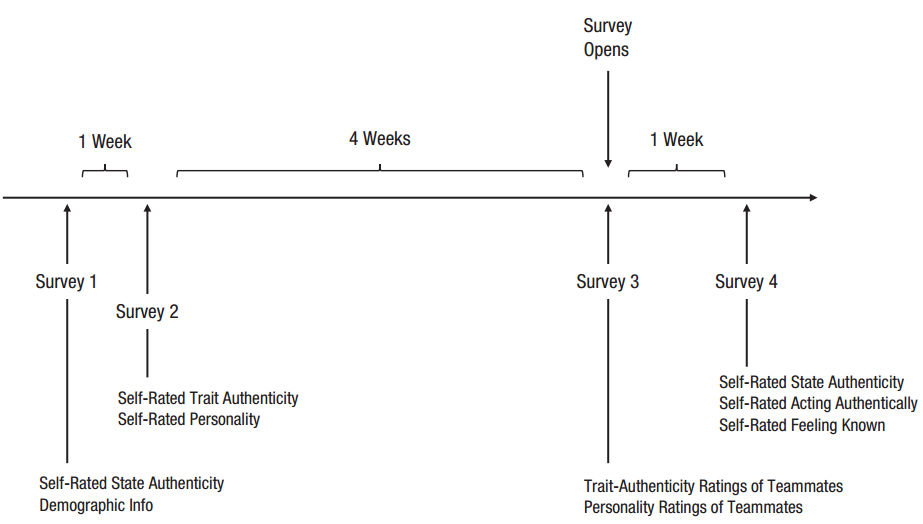 Survey
Opens
1 Week
4 Weeks
1 Week
Survey 1
Survey 2
Survey 3
Survey 4
Self-Rated Trait Authenticity
Self-Rated Personality
Self-Rated State Authenticity
Self-Rated Acting Authentically
Self-Rated Feeling Known
Self-Rated State Authenticity
Demographic Info
Trait-Authenticity Ratings of Teammates
Personality Ratings of Teammates